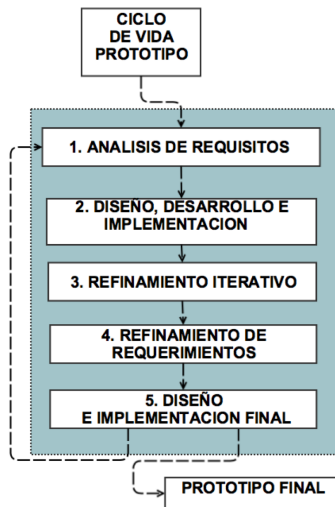 CICLO
DE VIDA
PROTOTIPO
1. ANALISIS DE REQUISITOS
2. DISEÑO, DESARROLLO E
IMPLEMENTACION
3. REFINAMIENTO ITERATIVO
4. REFINAMIENTO DE
REQUERIMIENTOS
5. DISEÑO
E IMPLEMENTACION FINAL
PROTOTIPO FINAL